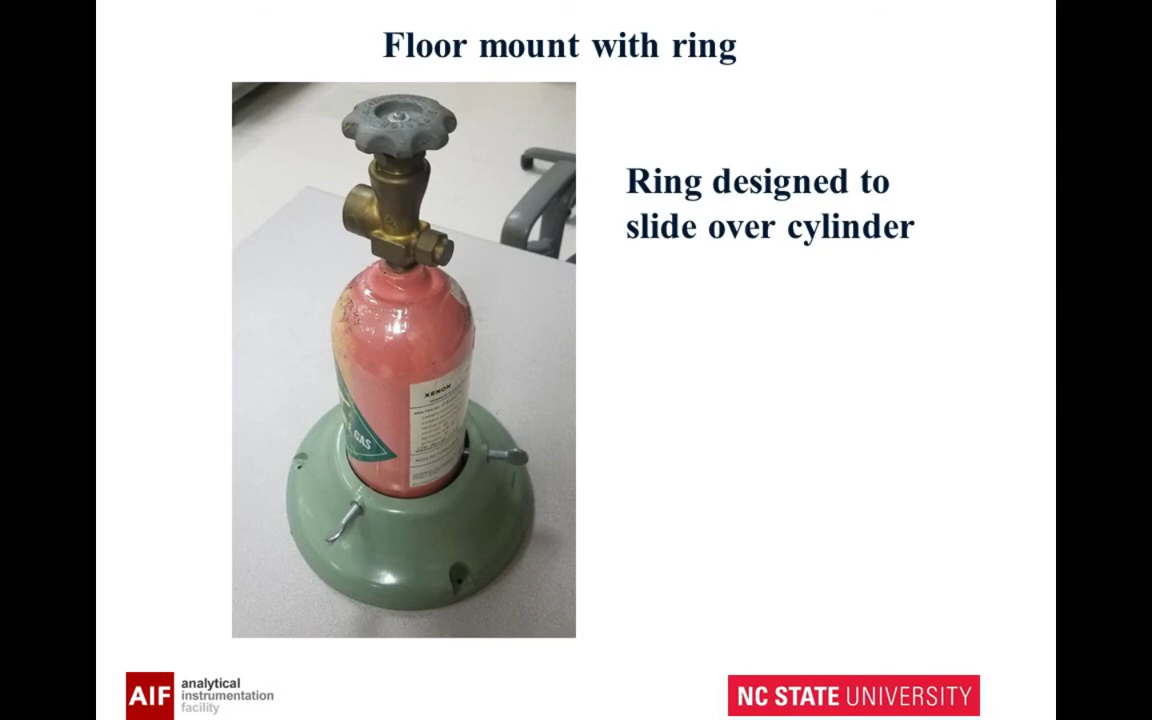 Floor mount with ring
Ring designed to
slide over cylinder
XENON
GAS
AIF analytical
instrumentation
facility
NC STATE UNIVERSITY